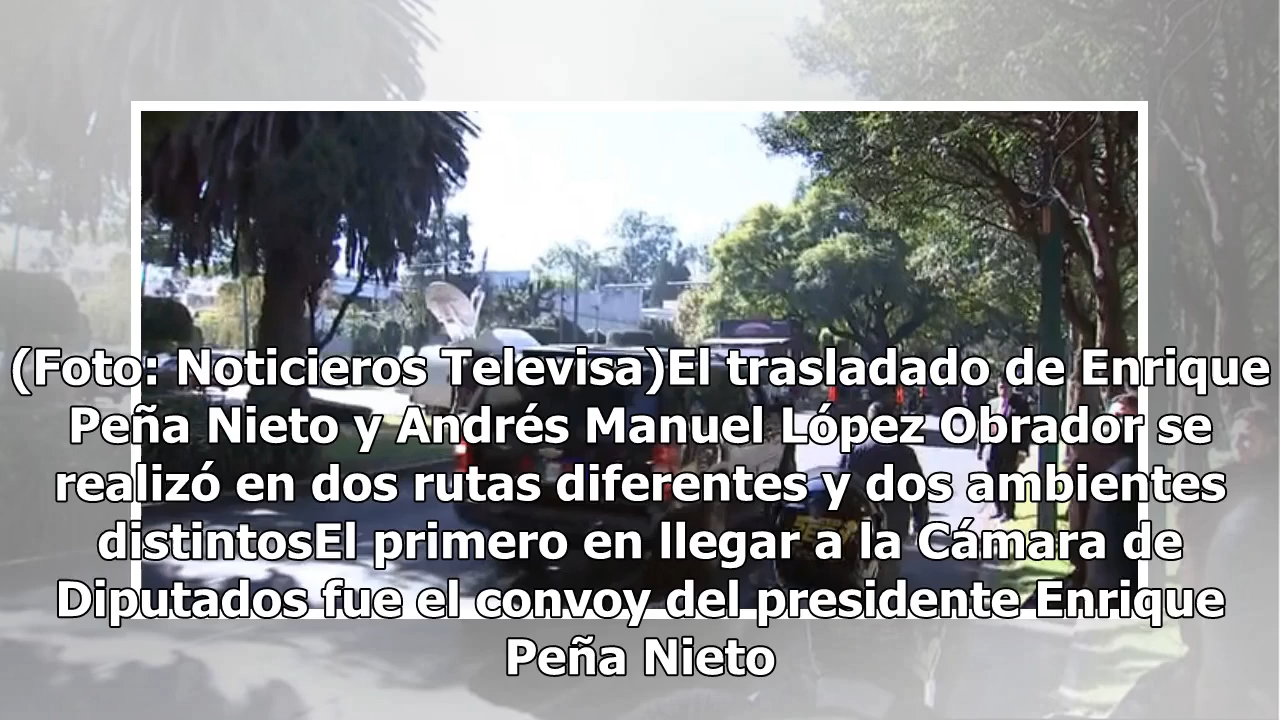 (Foto: Noticieros Televisa)El trasladado de Enrique
Peña Nieto y Andrés Manuel López Obrador se
realizó en dos rutas diferentes y dos ambientes
distintosEl primero en llegar a la Cámara de
Diputados fue el convoy del presidente Enrique
Peña Nieto